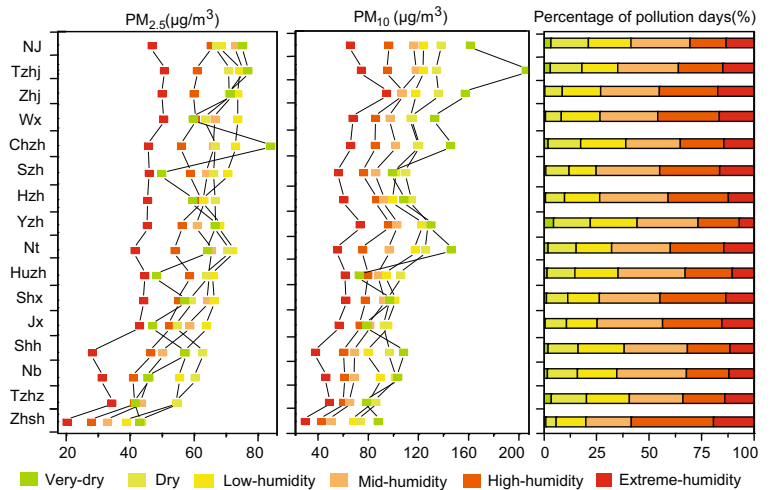 PM2.5(μg/m³) PM10(μg/m³) Percentage of pollution days(%)
NJ
Tzhj
Zhj
Wx
Chzh
Szh
Hzh
Yzh
Nt
Huzh
Shx
Jx
Shh
Nb
Tzhz
Zhsh
20 40 60 80 40 80 120 160 200 0 25 50 75 100
Very-dry Dry Low-humidity Mid-humidity High-humidity Extreme-humidity